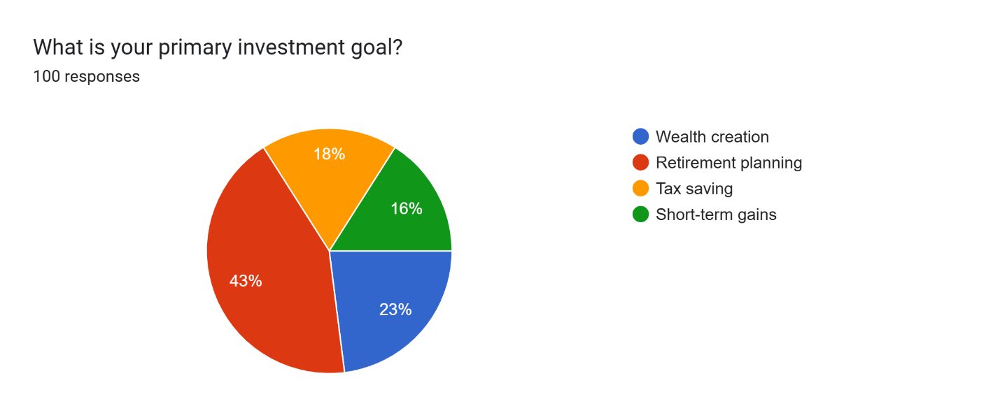 What is your primary investment goal?
100 responses
18%
16%
43%
23%
Wealth creation
Retirement planning
Tax saving
Short-term gains